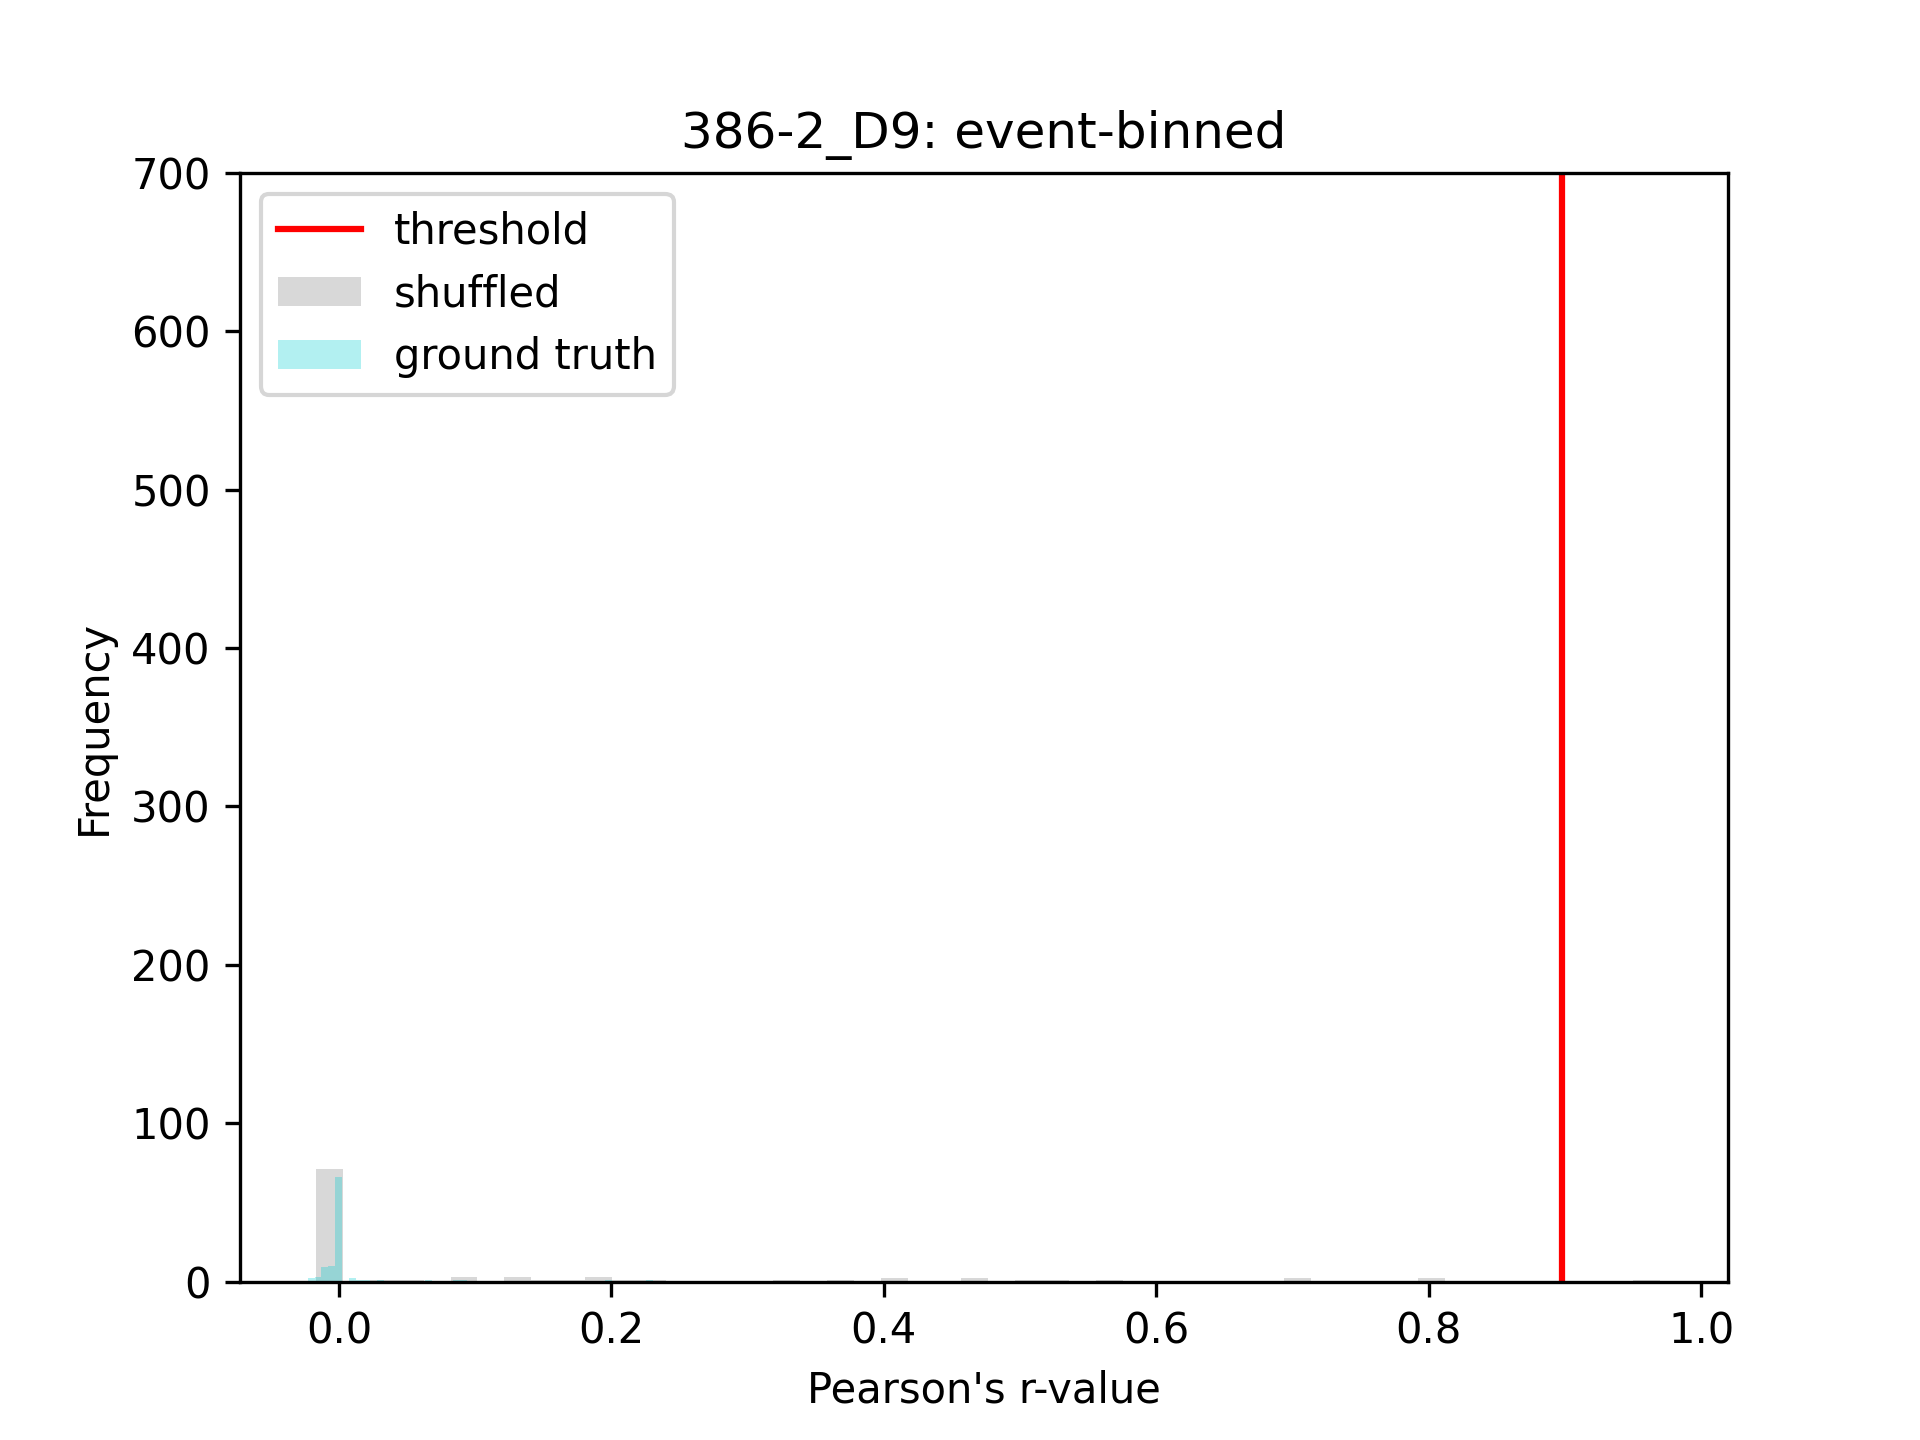 386-2_D9: event-binned
700
600
500
400
300
200
100
0
threshold
shuffled
ground truth
Frequency
0.0 0.2 0.4 0.6 0.8 1.0
Pearson's r-value